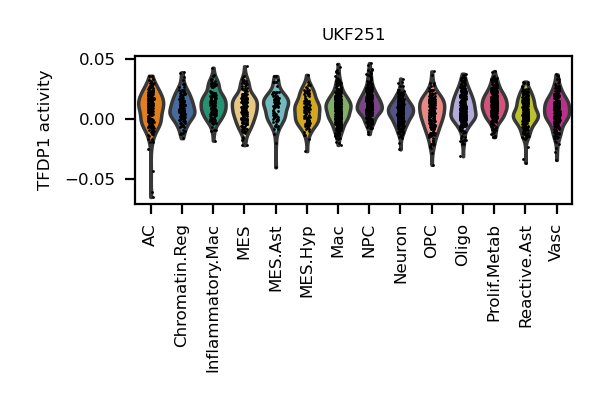 UKF251
TFDP1 activity
0.05
0.00
−0.05
AC
Chromatin.Reg
Inflammatory.Mac
MES
MES.Ast
MES.Hyp
Mac
NPC
Neuron
OPC
Oligo
Prolif.Metab
Reactive.Ast
Vasc